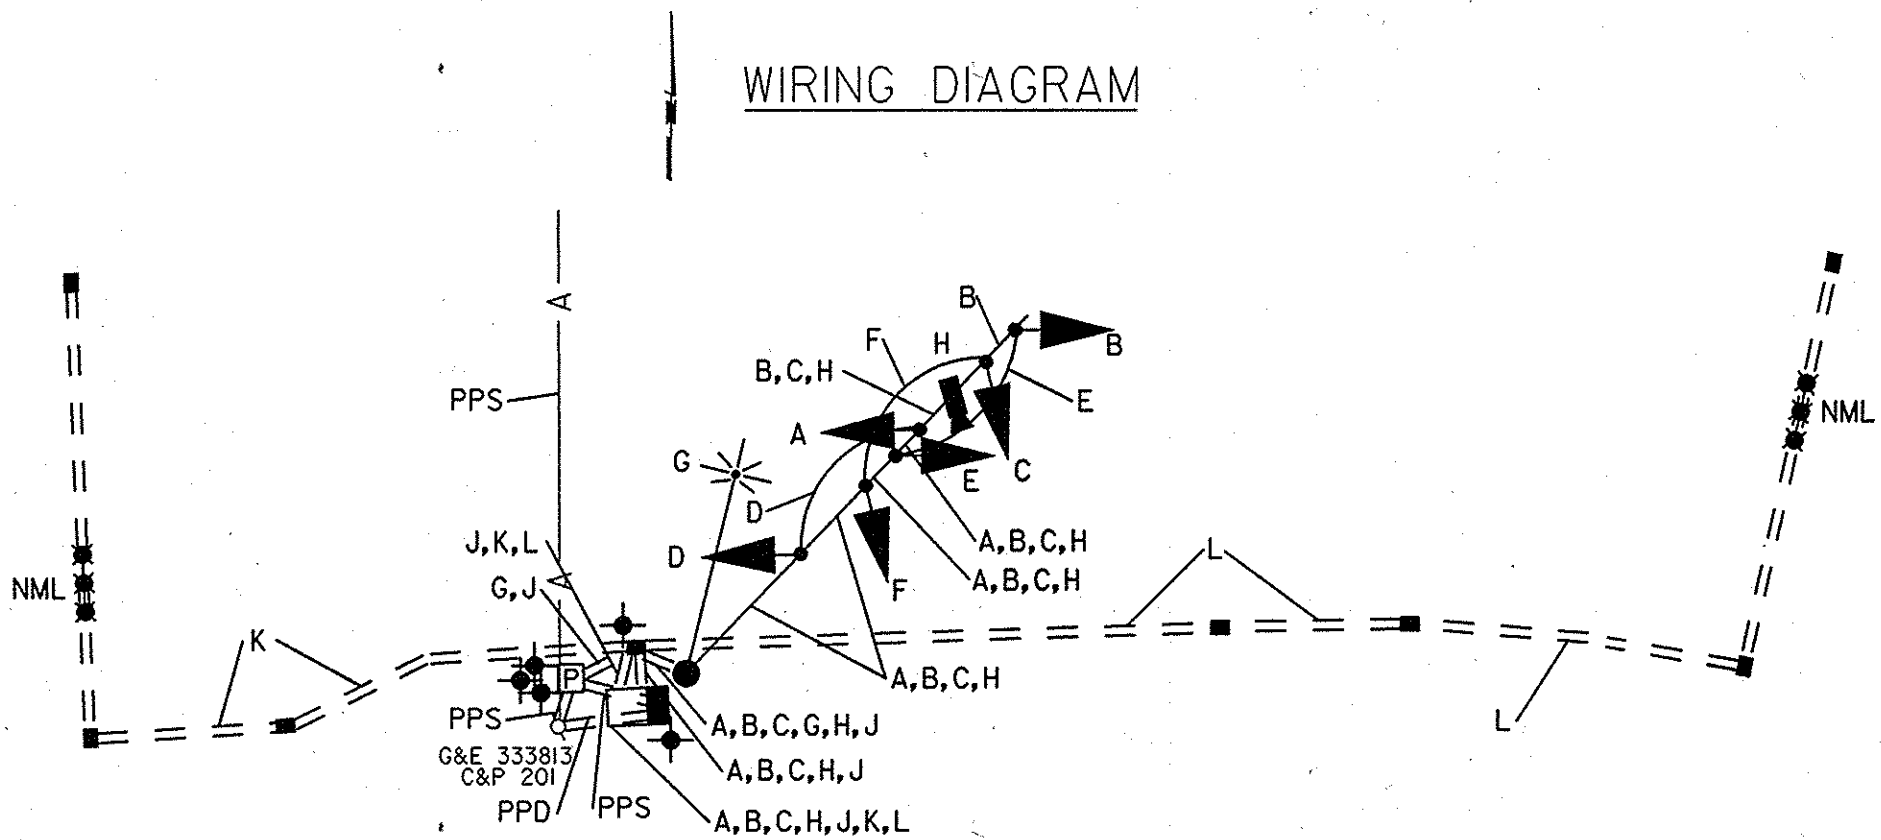 WIRING DIAGRAM
A
B
H
B
F
B,C,H
PPS
E
NML
A
G
C
E
D
J,K,L
A,B,C,H
L
D
A
A,B,C,H
NML
G,J
F
K
P
A,B,C,H
PPS
A,B,C,G,H,J
L
G&E 333813
C&P 201
A,B,C,H,J
PPD
PPS
A,B,C,H,J,K,L